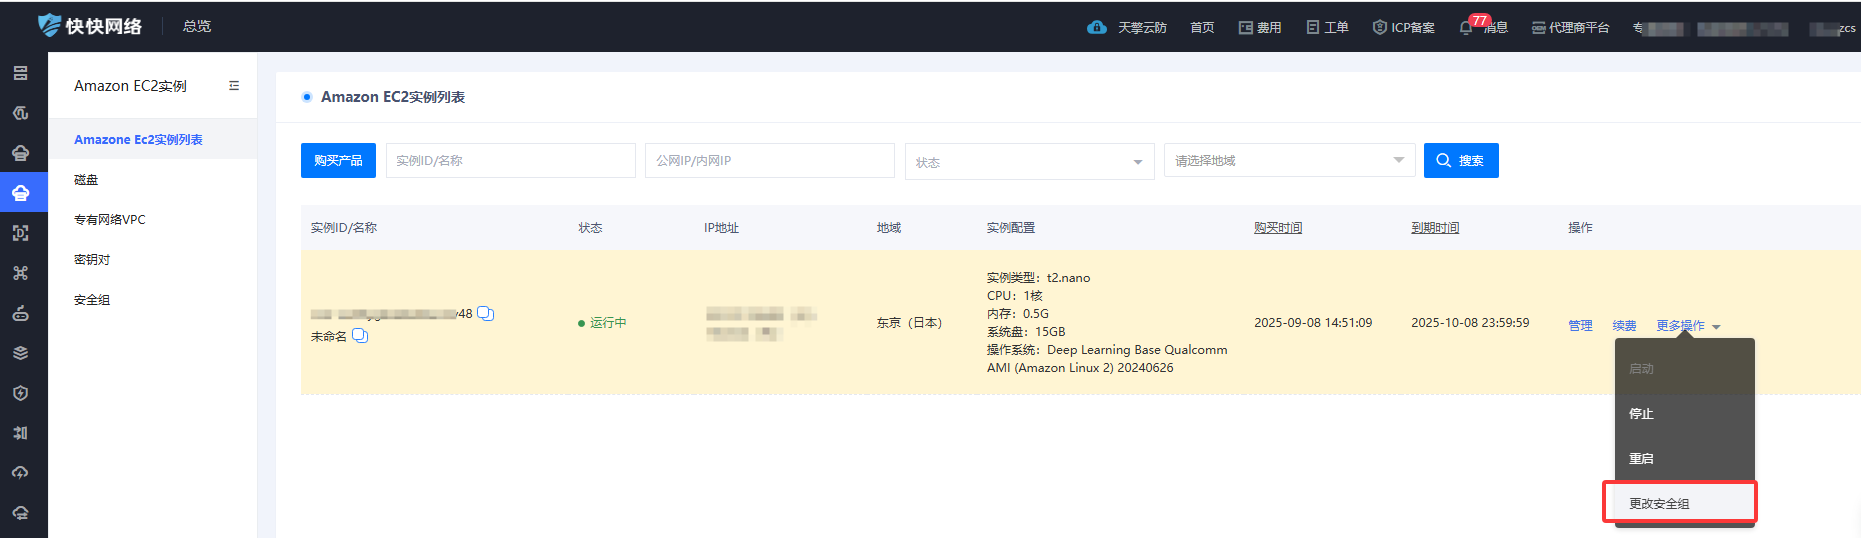 快快网络
总览
天擎云防
首页
费用
工单
ICP备案
77
消息
代理商平台
专
zcs
Amazon EC2实例
Amazone Ec2实例列表
磁盘
专有网络VPC
密钥对
安全组
Amazon EC2实例列表
购买产品
实例ID/名称
公网IP/内网IP
状态
请选择地域
搜索
实例ID/名称
状态
IP地址
地域
实例配置
购买时间
到期时间
操作
48
未命名
运行中
东京（日本）
实例类型：t2.nano
CPU：1核
内存：0.5G
系统盘：15GB
操作系统：Deep Learning Base Qualcomm
AMI (Amazon Linux 2) 20240626
2025-09-08 14:51:09
2025-10-08 23:59:59
管理
续费
更多操作
启动
停止
重启
更改安全组